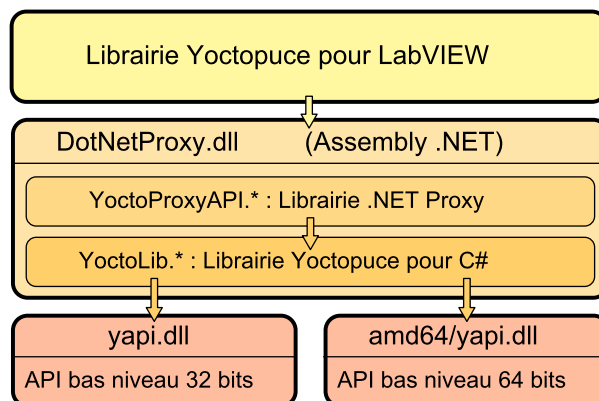 Librairie Yoctopuce pour LabVIEW
DotNetProxy.dll (Assembly .NET)
YoctoProxyAPI.* : Librairie .NET Proxy
YoctoLib.* : Librairie Yoctopuce pour C#
yapi.dll
API bas niveau 32 bits
amd64/yapi.dll
API bas niveau 64 bits